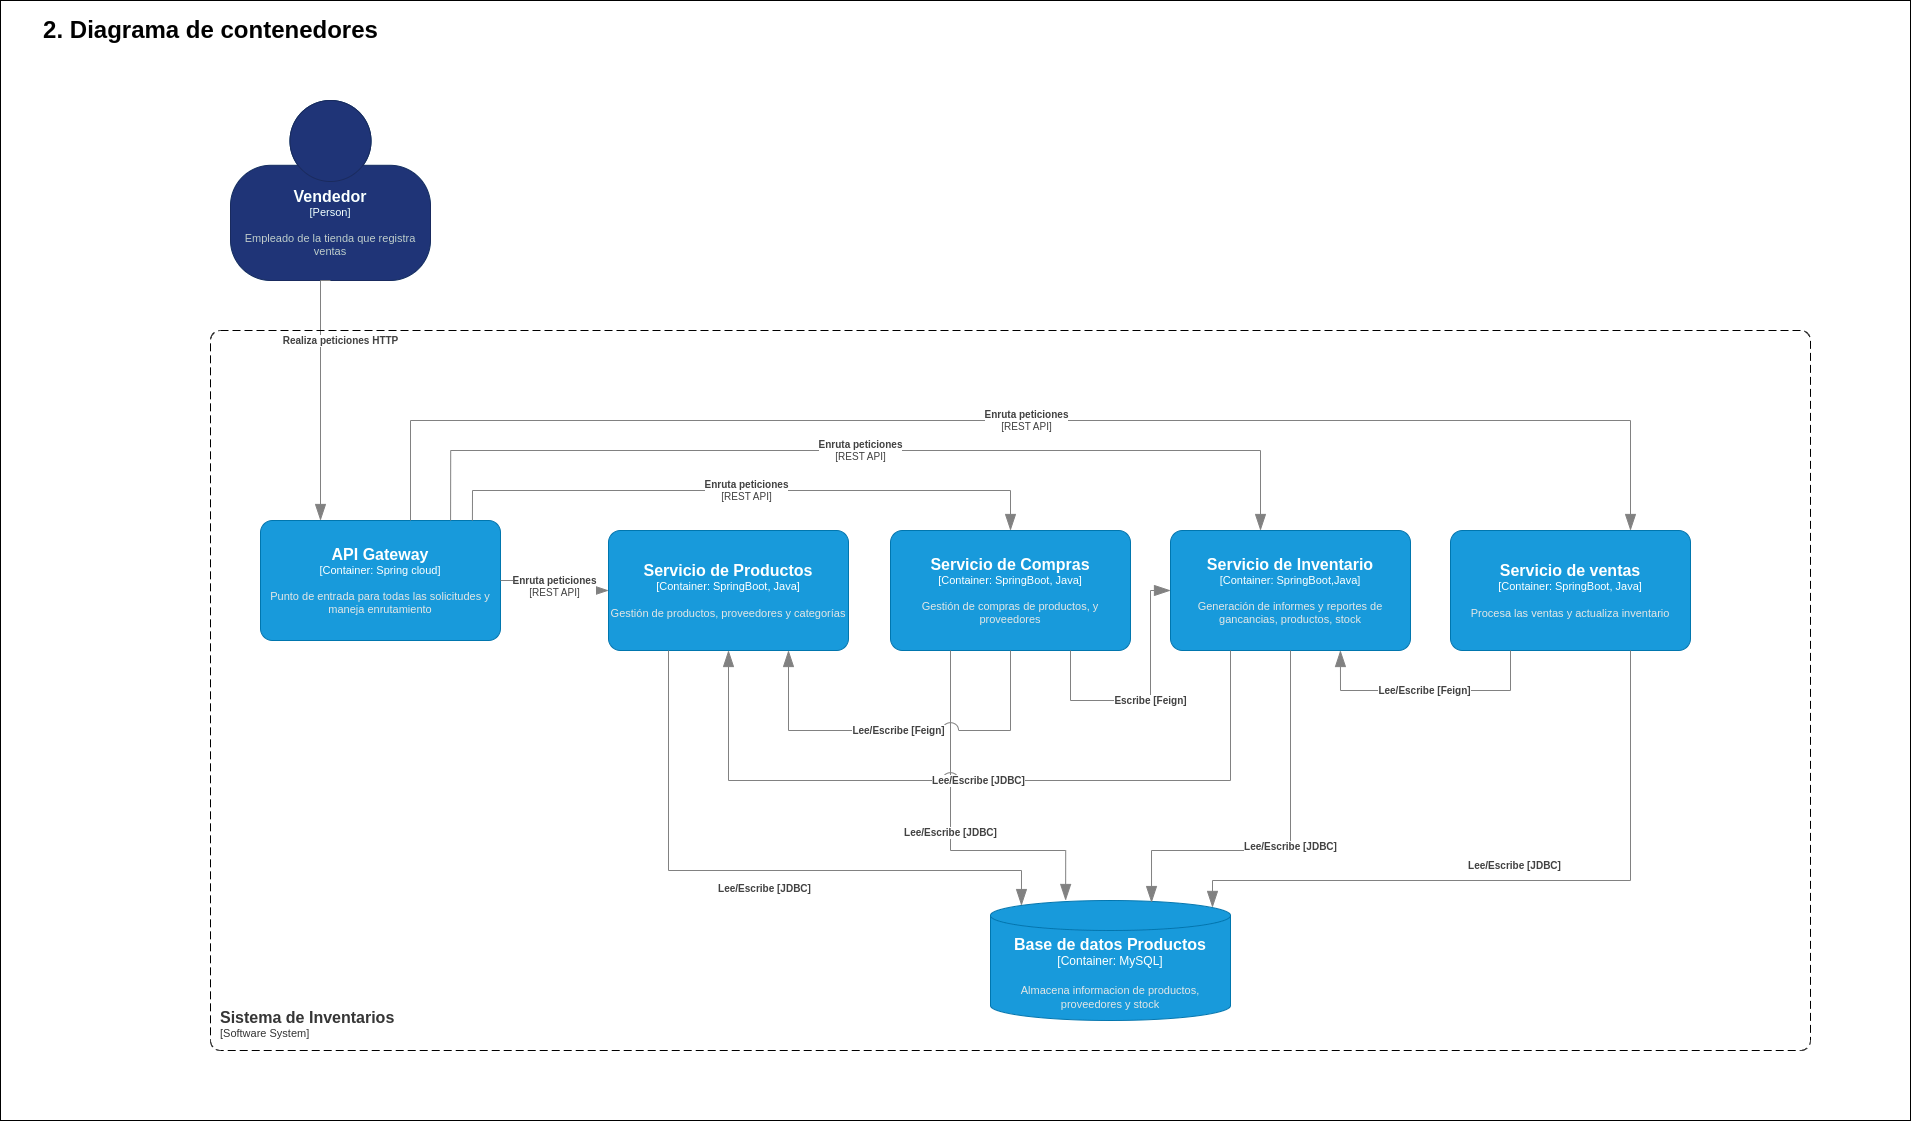 2. Diagrama de contenedores
Vendedor
[Person]
Empleado de la tienda que registra
ventas
Realiza peticiones HTTP
Enruta peticiones
[REST API]
Enruta peticiones
[REST API]
Enruta peticiones
[REST API]
API Gateway
[Container: Spring cloud]
Punto de entrada para todas las solicitudes y
maneja enrutamiento
Enruta peticiones
[REST API]
Servicio de Productos
[Container: SpringBoot, Java]
Gestión de productos, proveedores y categorías
Servicio de Compras
[Container: SpringBoot, Java]
Gestión de compras de productos, y
proveedores
Servicio de Inventario
[Container: SpringBoot,Java]
Generación de informes y reportes de
gancancias, productos, stock
Servicio de ventas
[Container: SpringBoot, Java]
Procesa las ventas y actualiza inventario
Lee/Escribe [Feign]
Escribe [Feign]
Lee/Escribe [Feign]
Lee/Escribe [JDBC]
Lee/Escribe [JDBC]
Lee/Escribe [JDBC]
Lee/Escribe [JDBC]
Lee/Escribe [JDBC]
Base de datos Productos
[Container: MySQL]
Almacena informacion de productos,
proveedores y stock
Sistema de Inventarios
[Software System]